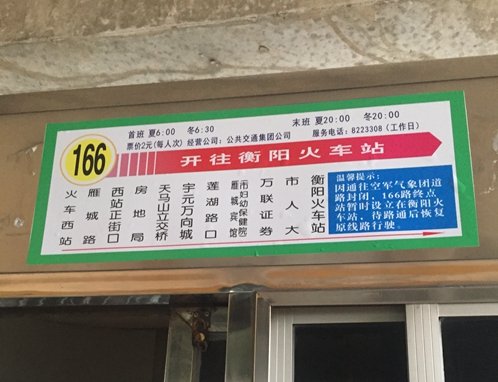 首班 夏6:00 冬6:30 末班 夏20:00 冬20:00
票价2元(每人次) 经营公司：公共交通集团公司 服务电话：8223308（工作日）
166
开往衡阳火车站
火车西站
雁城路
西站正街口
房地局
天马山立交桥
宇元万向城
莲湖路口
市妇幼保健院
雁城宾馆
万联证券
市人大
衡阳火车站
温馨提示：
因通往空军气象团道
路封闭，166路终点
站暂时设立在衡阳火
车站、待路通后恢复
原线路行驶。